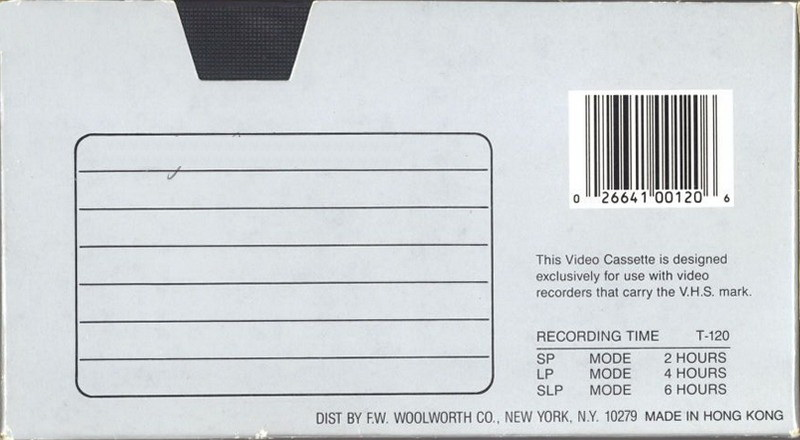 0 26641 00120 6
This Video Cassette is designed
exclusively for use with video
recorders that carry the V.H.S. mark.
RECORDING TIME T-120
SP MODE 2 HOURS
LP MODE 4 HOURS
SLP MODE 6 HOURS
DIST BY F.W. WOOLWORTH CO., NEW YORK, N.Y. 10279 MADE IN HONG KONG